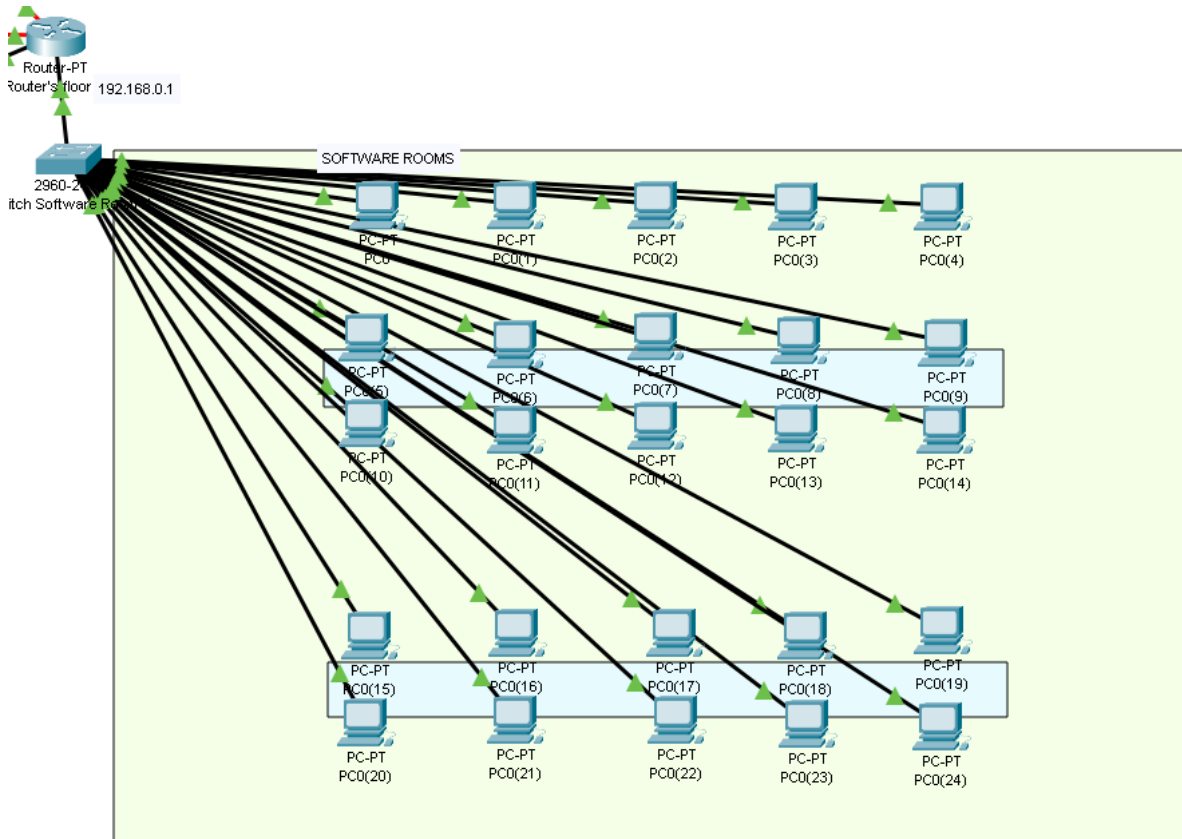 Router-PT
Router's floor
192.168.0.1
SOFTWARE ROOMS
2960-2
itch Software Ro
PC-PT
PC0
PC-PT
PC0(1)
PC-PT
PC0(2)
PC-PT
PC0(3)
PC-PT
PC0(4)
PC-PT
PC0(5)
PC-PT
PC0(6)
PC-PT
PC0(7)
PC-PT
PC0(8)
PC-PT
PC0(9)
PC-PT
PC0(10)
PC-PT
PC0(11)
PC-PT
PC0(12)
PC-PT
PC0(13)
PC-PT
PC0(14)
PC-PT
PC0(15)
PC-PT
PC0(16)
PC-PT
PC0(17)
PC-PT
PC0(18)
PC-PT
PC0(19)
PC-PT
PC0(20)
PC-PT
PC0(21)
PC-PT
PC0(22)
PC-PT
PC0(23)
PC-PT
PC0(24)